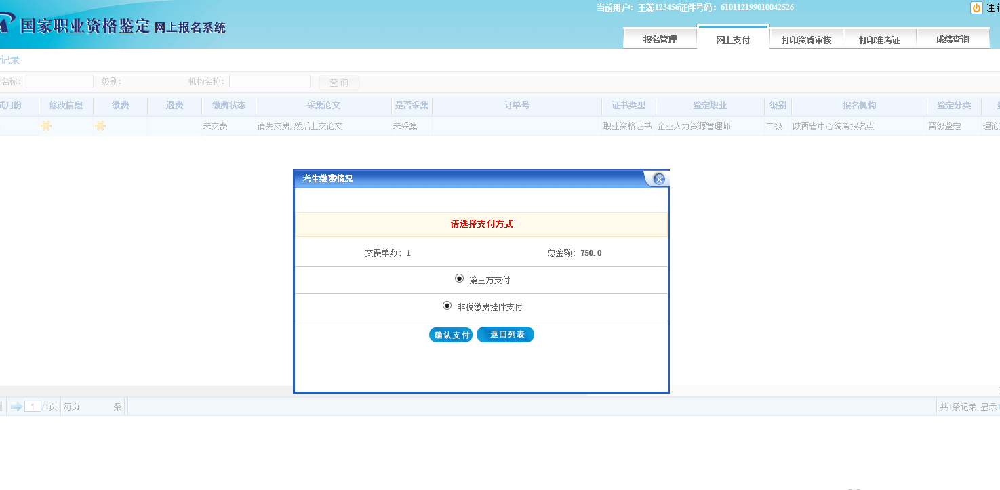 当前用户：王蕊123456证件号码：610112199010042526
注销
国家职业资格鉴定 网上报名系统
报名管理 网上支付 打印资质审核 打印准考证 成绩查询
记录
名称： 级别： 机构名称： 查 询
试月份 修改信息 缴费 退费 缴费状态 采集论文 是否采集 订单号 证书类型 鉴定职业 级别 报名机构 鉴定分类
未交费 请先交费,然后上交论文 未采集 职业资格证书 企业人力资源管理师 二级 陕西省中心统考报名点 晋级鉴定 理论
考生缴费情况
请选择支付方式
交费单数：1 总金额：750.0
第三方支付
非税缴费挂件支付
确认支付 返回列表
1 /1页 每页 条 共1条记录,显示1